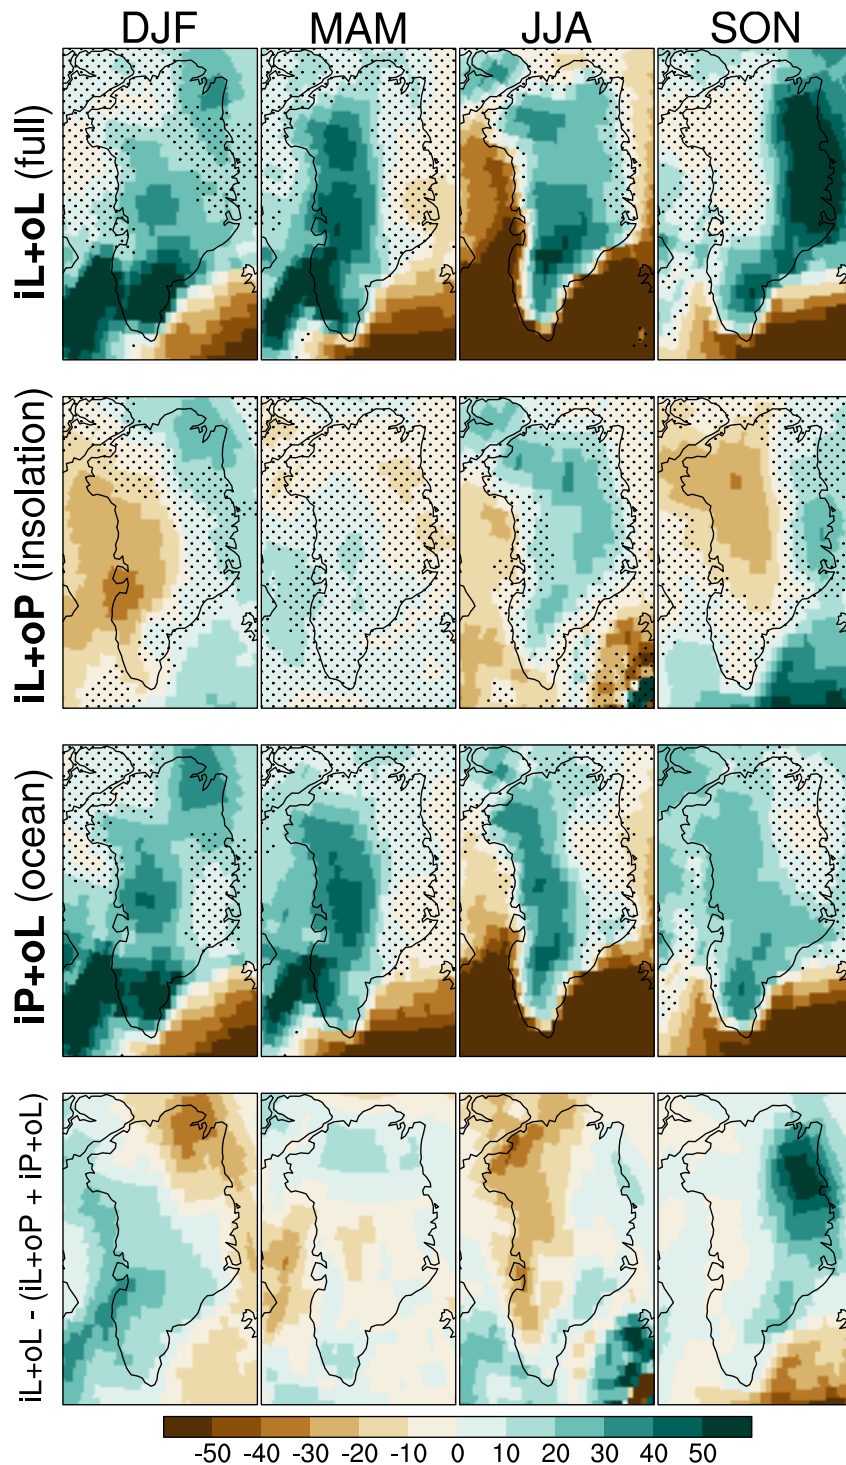 DJF MAM JJA SON
iL+oL (full)
iL+oP (insolation)
iP+oL (ocean)
iL+oL - (iL+oP + iP+oL)
-50 -40 -30 -20 -10 0 10 20 30 40 50